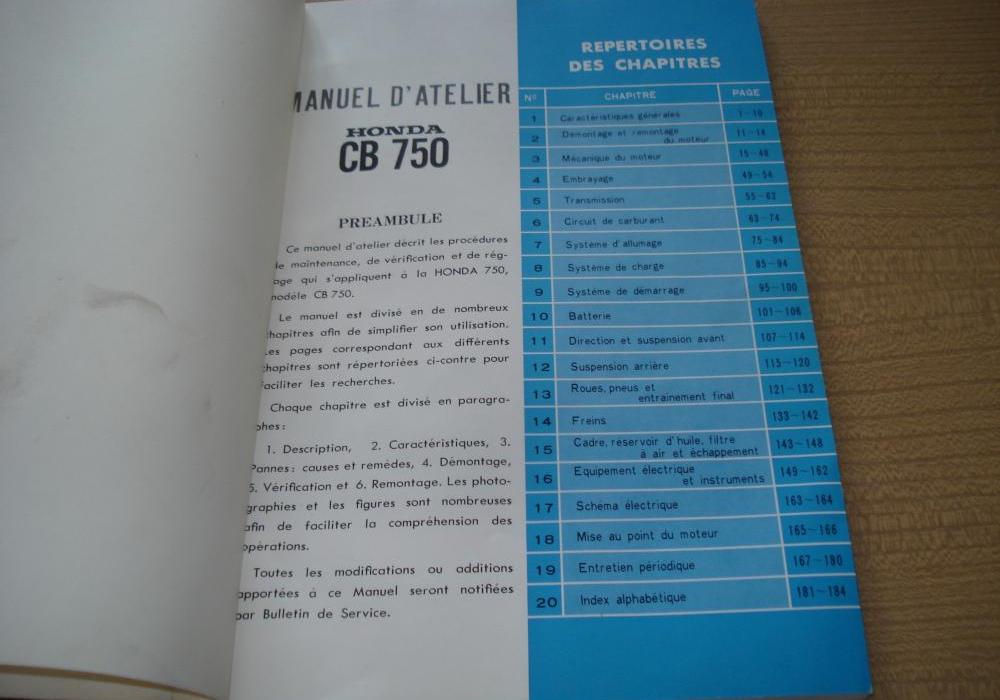 MANUEL D'ATELIER
HONDA
CB 750
PREAMBULE
Ce manuel d'atelier décrit les procédures
de maintenance, de vérification et de rég-
age qui s'appliquent à la HONDA 750,
modèle CB 750.
Le manuel est divisé en de nombreux
chapitres afin de simplifier son utilisation.
Les pages correspondant aux différents
chapitres sont répertoriées ci-contre pour
faciliter les recherches.
Chaque chapitre est divisé en paragra-
phes:
1. Description, 2. Caractéristiques, 3.
Pannes: causes et remèdes, 4. Démontage,
5. Vérification et 6. Remontage. Les photo-
graphies et les figures sont nombreuses
afin de faciliter la compréhension des
opérations.
Toutes les modifications ou additions
apportées à ce Manuel seront notifiées
par Bulletin de Service.
REPERTOIRES
DES CHAPITRES
Nº CHAPITRE PAGE
1 Caractéristiques générales 1~10
2 Démontage et remontage
du moteur 11~14
3 Mécanique du moteur 15~48
4 Embrayage 49~54
5 Transmission 55~62
6 Circuit de carburant 63~74
7 Système d'allumage 75~84
8 Système de charge 85~94
9 Système de démarrage 95~100
10 Batterie 101~106
11 Direction et suspension avant 107~114
12 Suspension arrière 115~120
13 Roues, pneus et
entrainement final 121~132
14 Freins 133~142
15 Cadre, réservoir d'huile, filtre
à air et échappement 143~148
16 Equipement électrique
et instruments 149~162
17 Schéma électrique 163~164
18 Mise au point du moteur 165~166
19 Entretien périodique 167~180
20 Index alphabétique 181~184